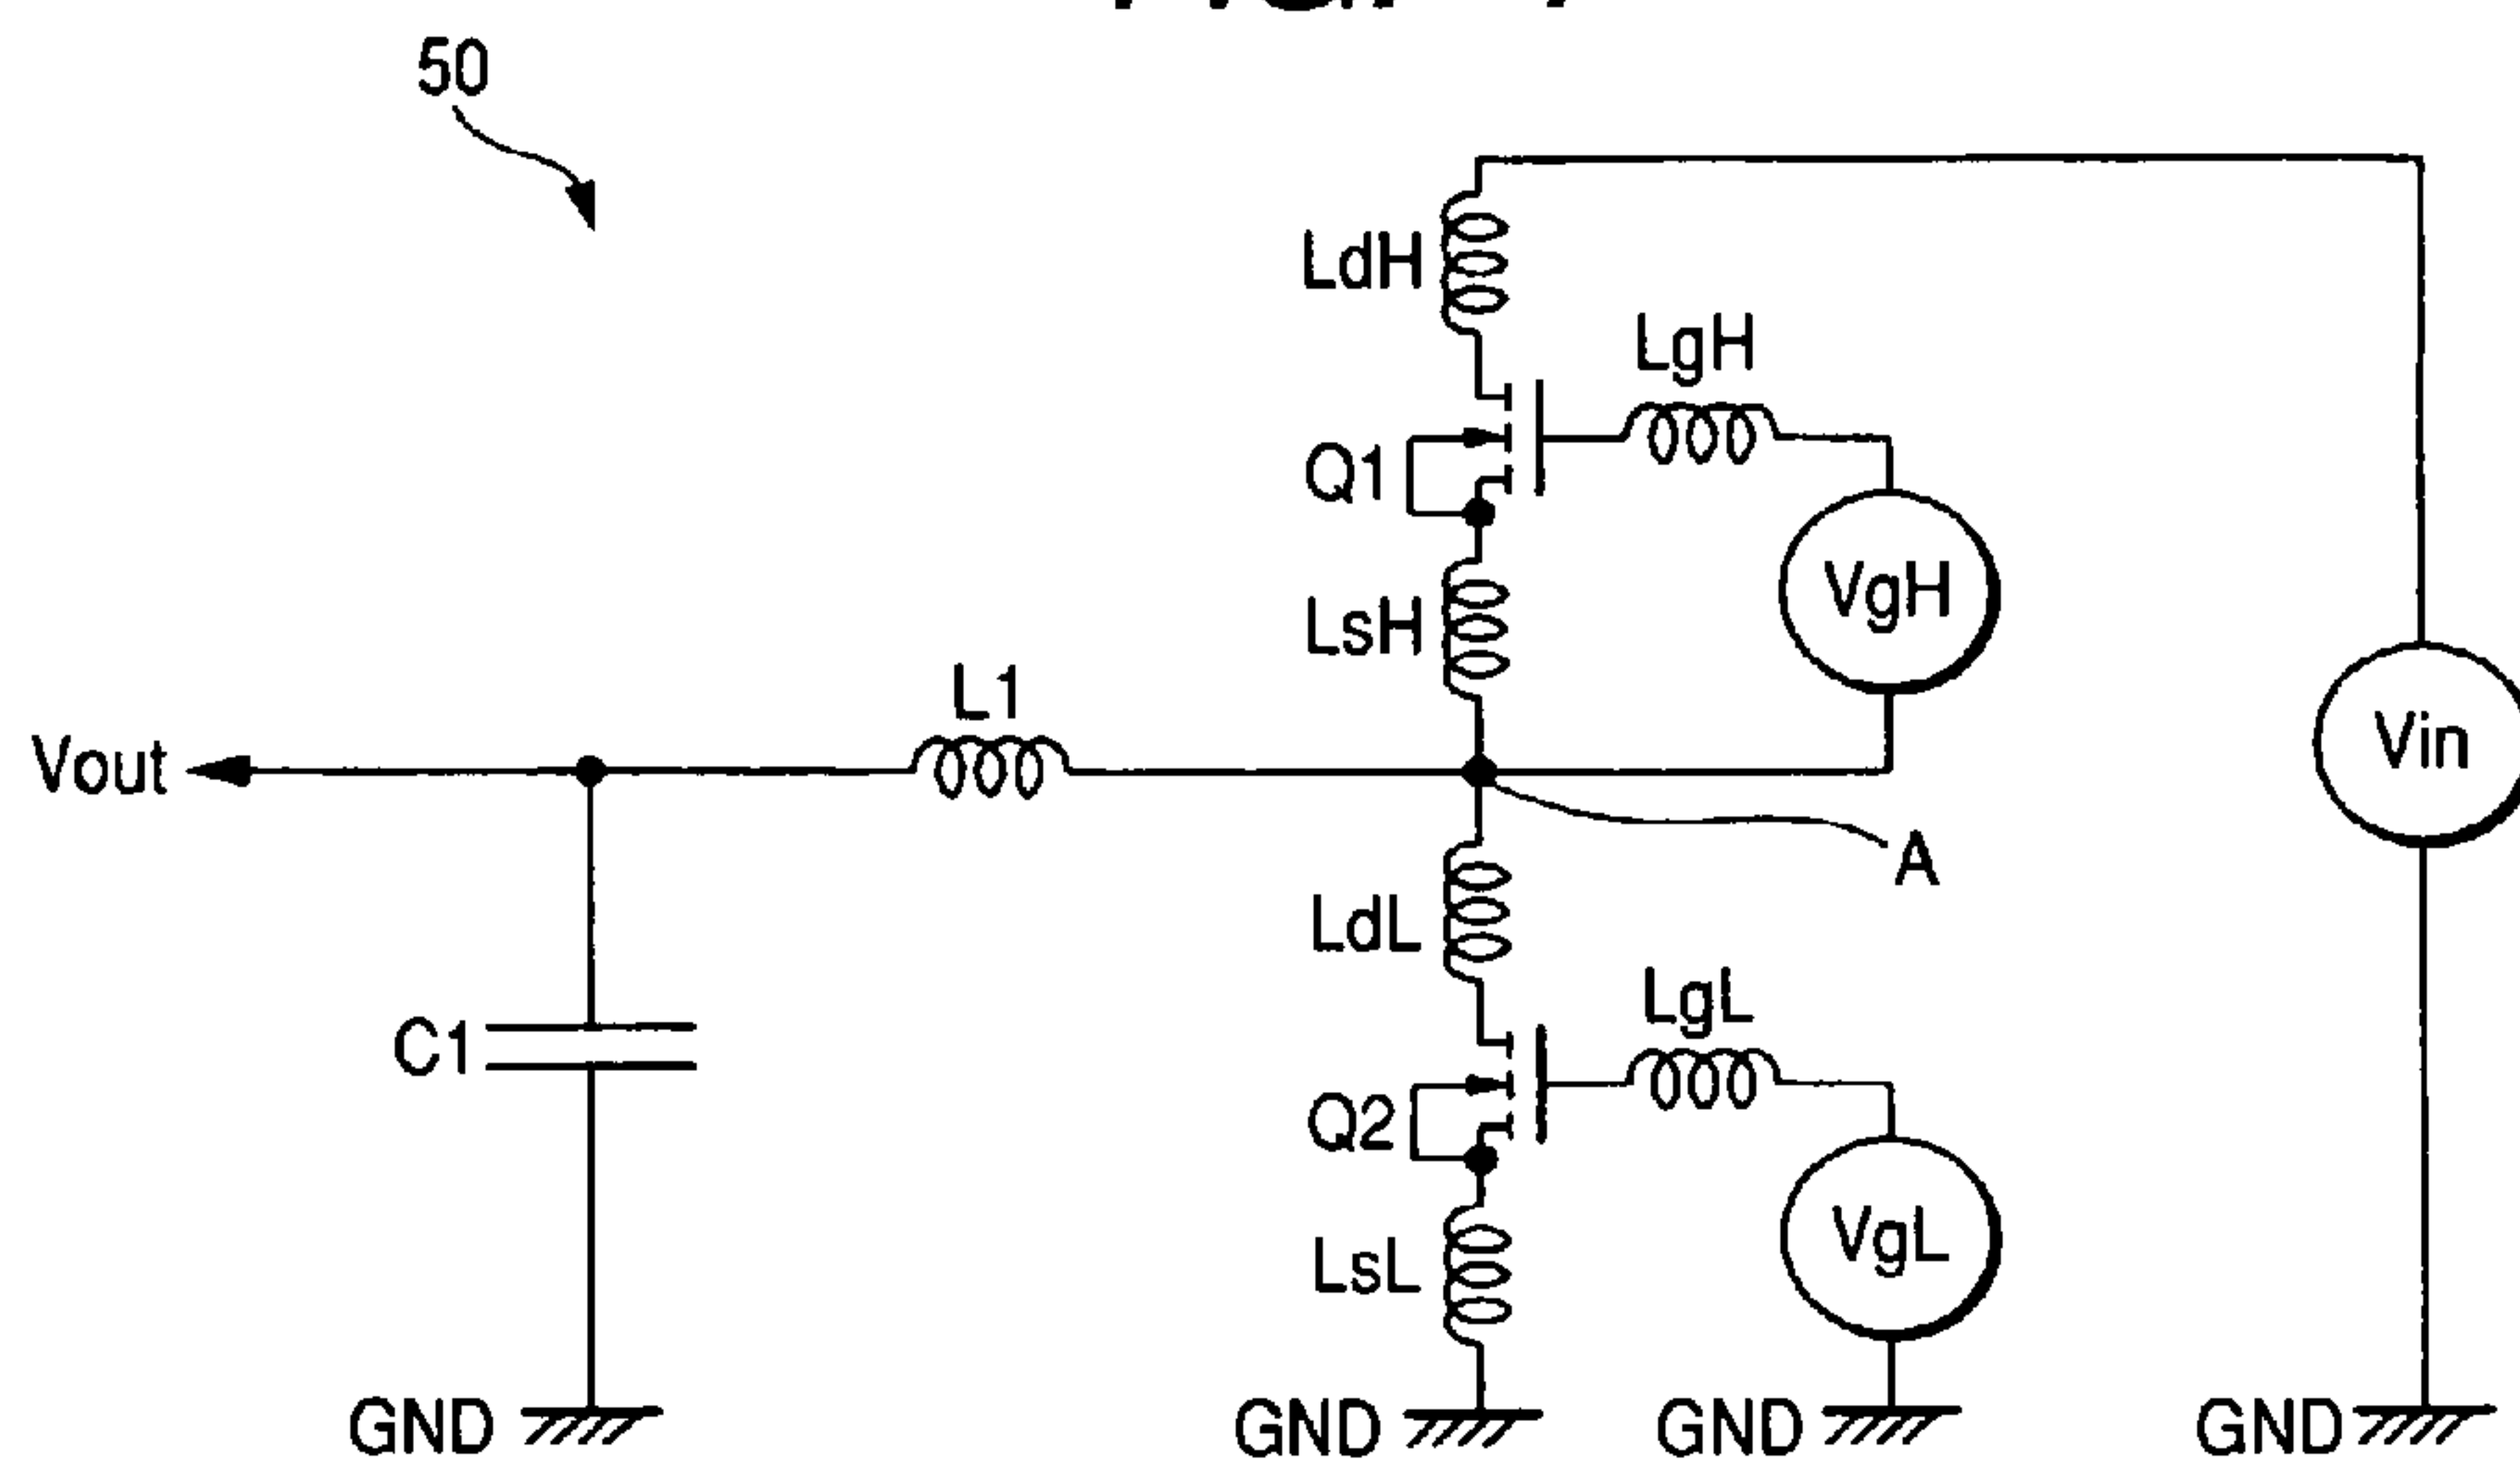 50
LdH
LgH
Q1
VgH
LsH
L1
Vin
Vout
A
LdL
LgL
C1
Q2
VgL
LsL
GND
GND
GND
GND